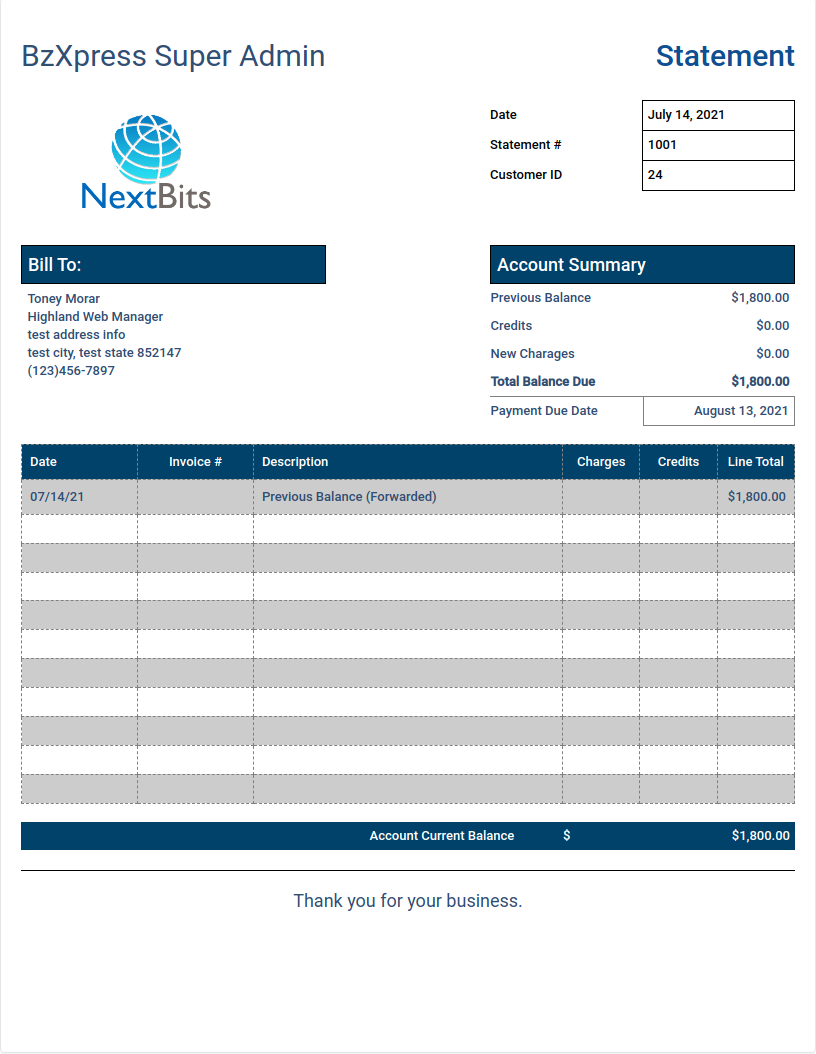 BzXpress Super Admin
Statement
NextBits
Date July 14, 2021
Statement # 1001
Customer ID 24
Bill To:
Toney Morar
Highland Web Manager
test address info
test city, test state 852147
(123)456-7897
Account Summary
Previous Balance $1,800.00
Credits $0.00
New Charages $0.00
Total Balance Due $1,800.00
Payment Due Date August 13, 2021
Date Invoice # Description Charges Credits Line Total
07/14/21 Previous Balance (Forwarded) $1,800.00
Account Current Balance $ $1,800.00
Thank you for your business.